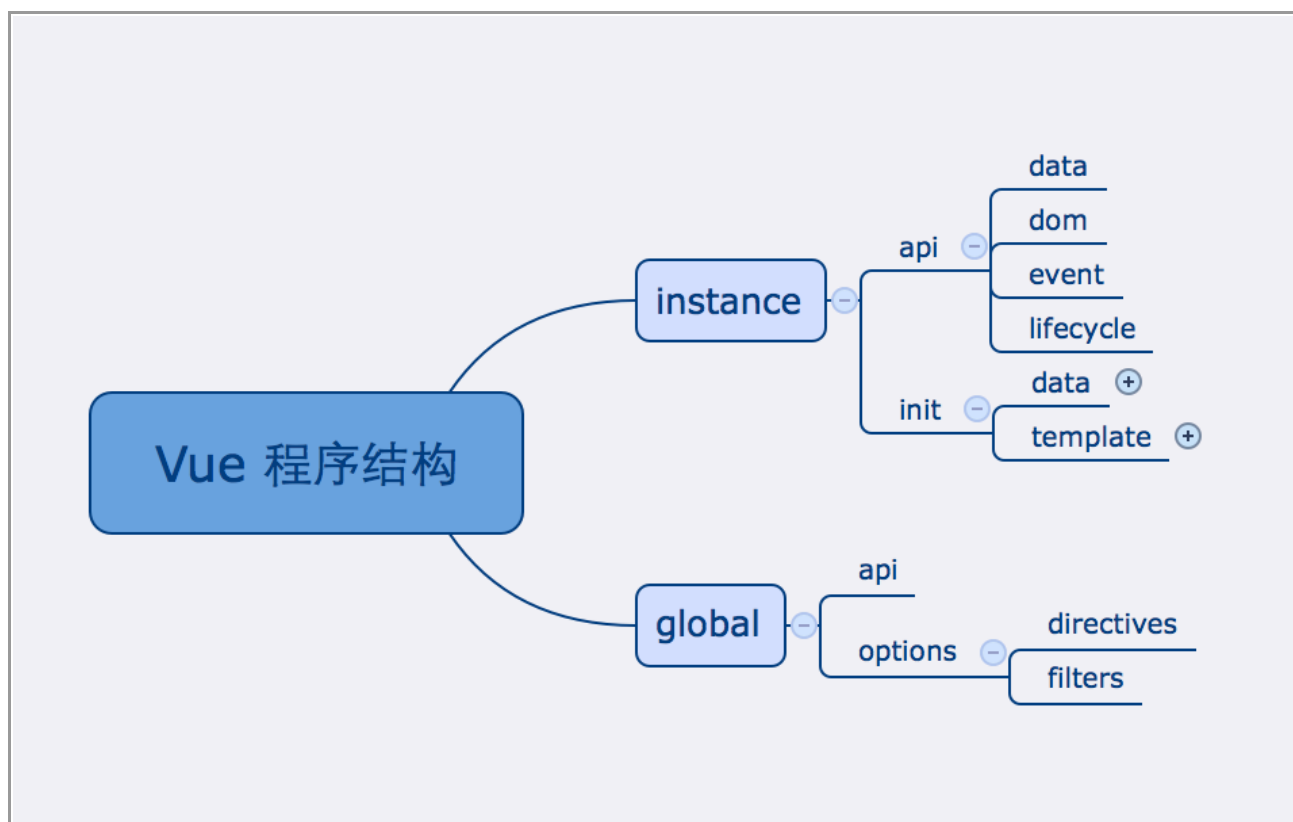 Vue 程序结构
instance
api
data
dom
event
lifecycle
init
data
template
global
api
options
directives
filters